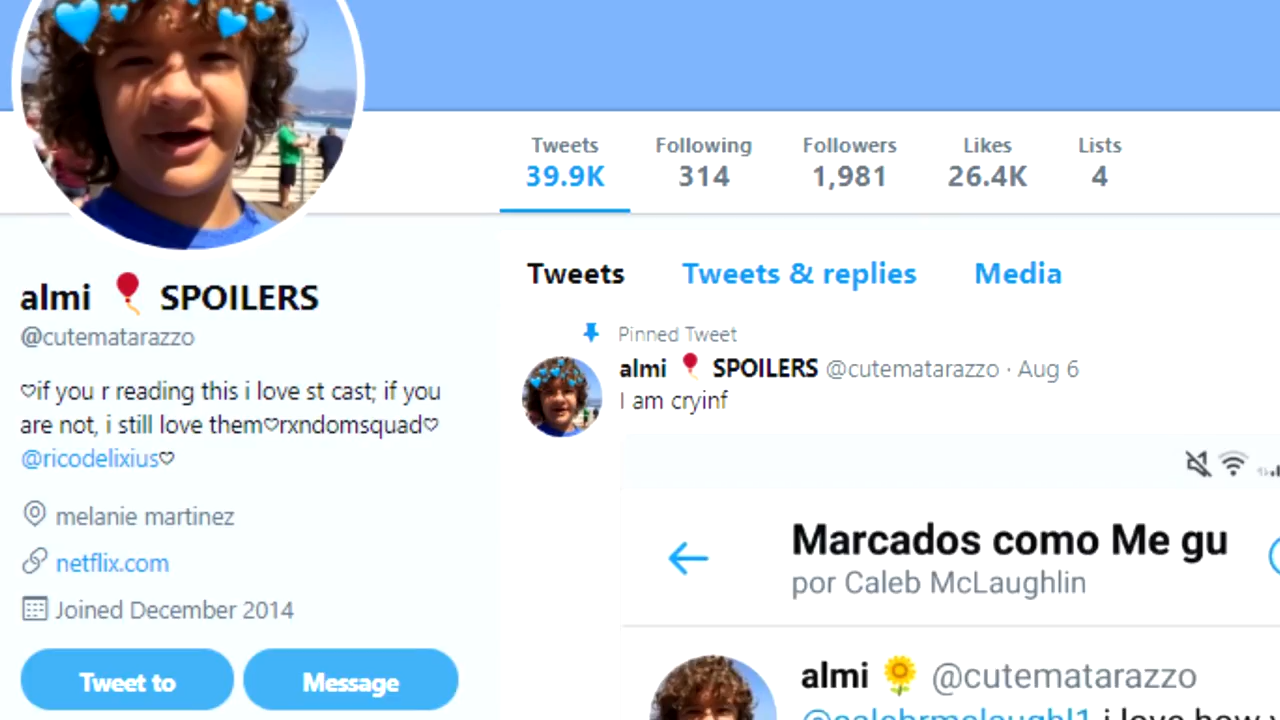 Tweets Following Followers Likes Lists
39.9K 314 1,981 26.4K 4
almi 🎈 SPOILERS
@cutematarazzo
♡if you r reading this i love st cast; if you
are not, i still love them♡rxndomsquad♡
@ricodelixius♡
melanie martinez
netflix.com
Joined December 2014
Tweet to Message
Tweets Tweets & replies Media
Pinned Tweet
almi 🎈 SPOILERS @cutematarazzo · Aug 6
I am cryinf
Marcados como Me gu
por Caleb McLaughlin
almi 🌻 @cutematarazzo
@calebrmclaughl1 i love how